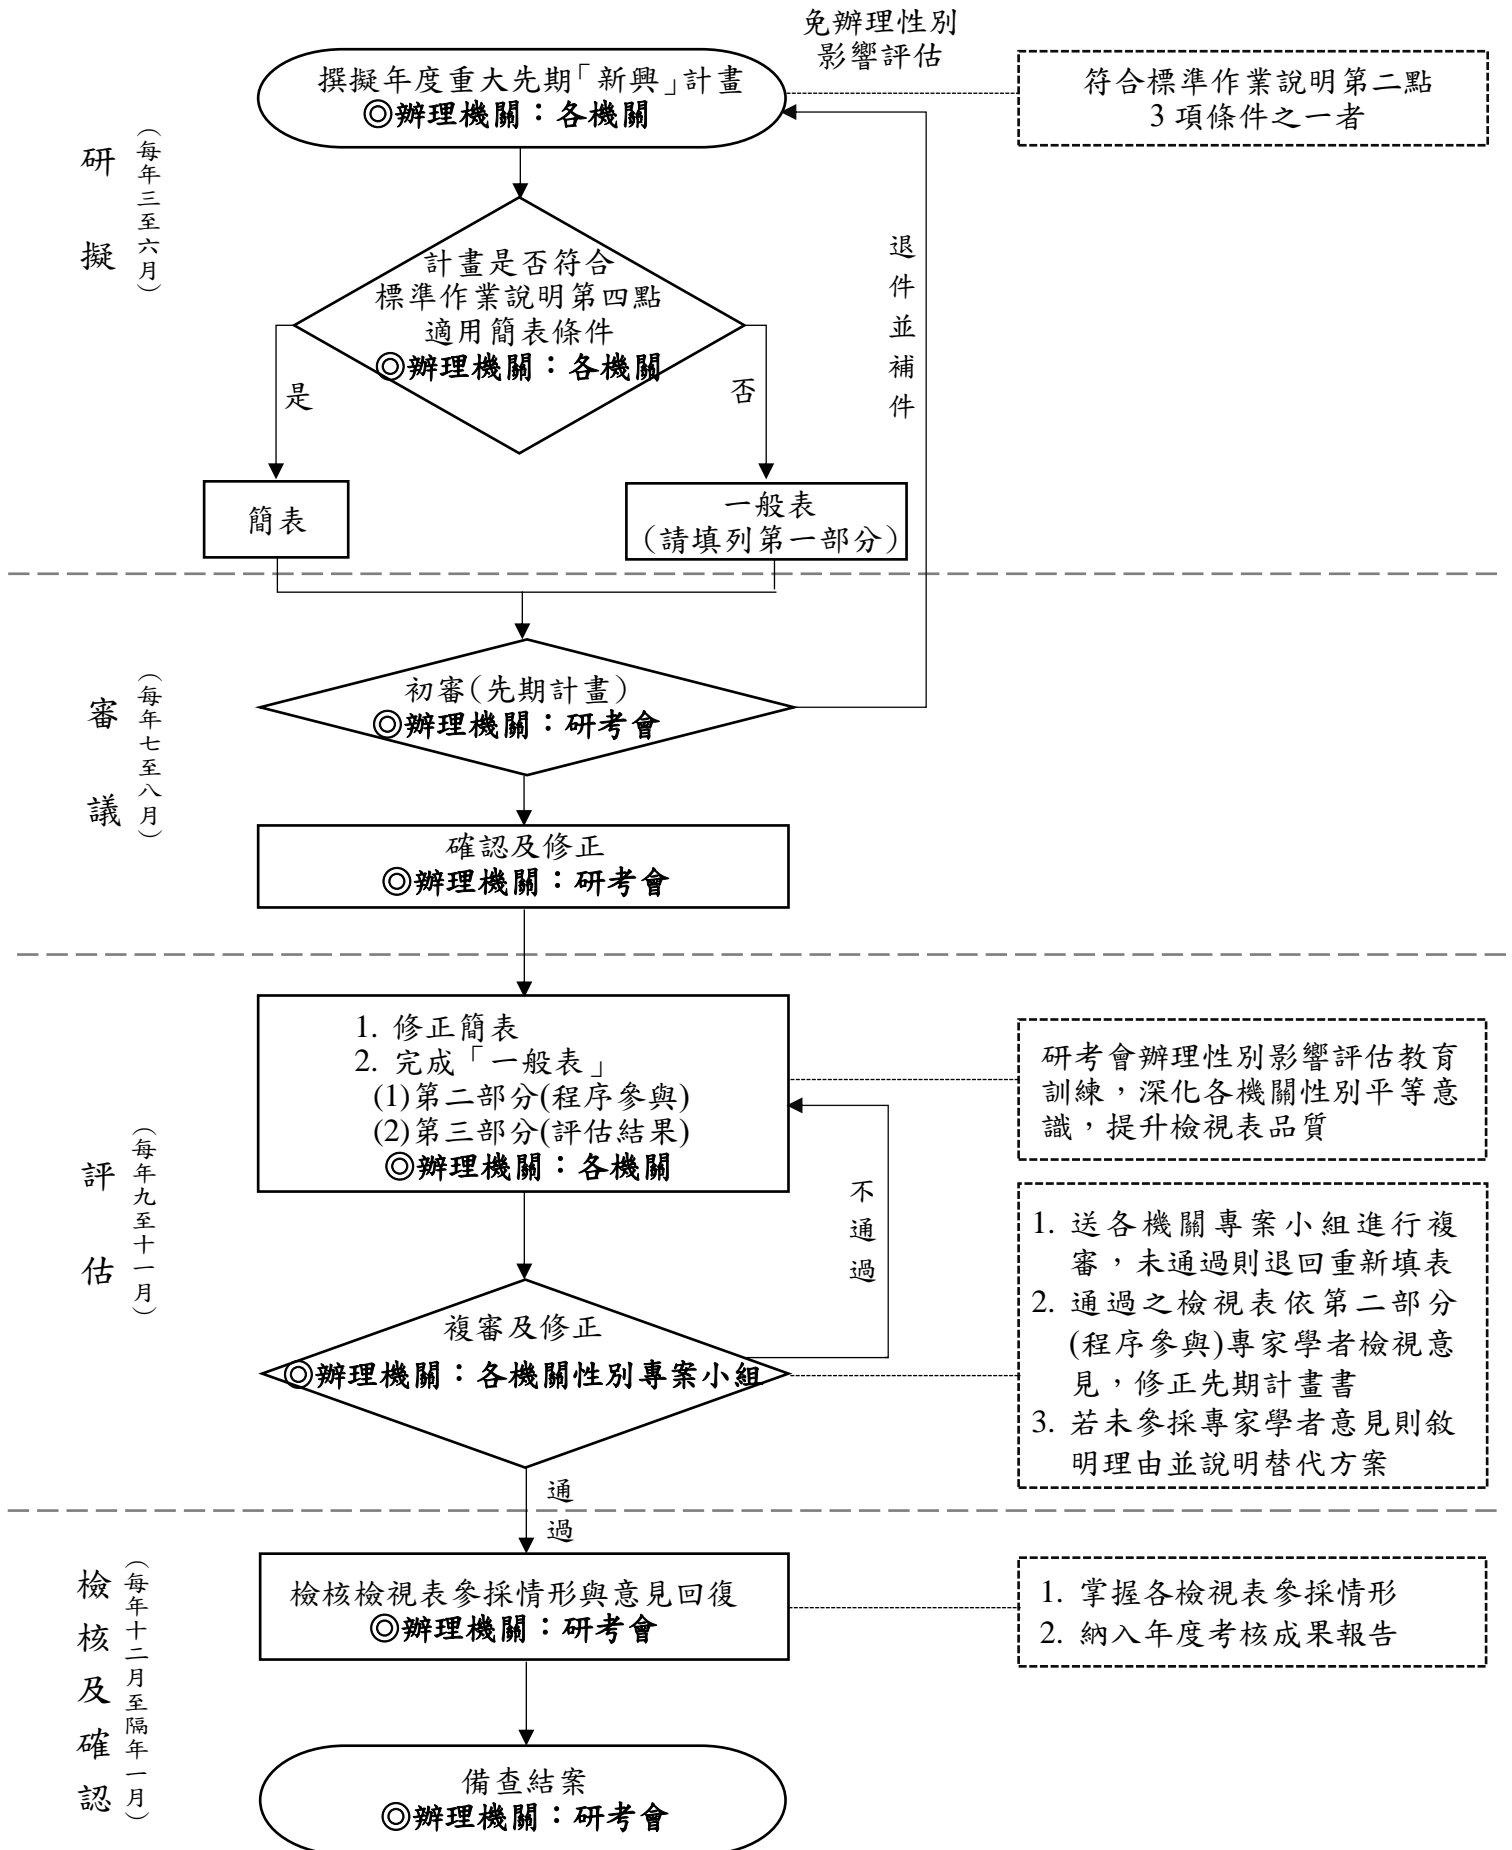 免辦理性別
影響評估
撰擬年度重大先期「新興」計畫
◎辦理機關：各機關
符合標準作業說明第二點
3 項條件之一者
研擬
（每年三至六月）
計畫是否符合
標準作業說明第四點
適用簡表條件
◎辦理機關：各機關
是
否
退件並補件
簡表
一般表
（請填列第一部分）
審議
（每年七至八月）
初審（先期計畫）
◎辦理機關：研考會
確認及修正
◎辦理機關：研考會
評估
（每年九至十一月）
1. 修正簡表
2. 完成「一般表」
(1)第二部分(程序參與)
(2)第三部分(評估結果)
◎辦理機關：各機關
研考會辦理性別影響評估教育
訓練，深化各機關性別平等意
識，提升檢視表品質
不通過
複審及修正
◎辦理機關：各機關性別專案小組
1. 送各機關專案小組進行複
審，未通過則退回重新填表
2. 通過之檢視表依第二部分
(程序參與)專家學者檢視意
見，修正先期計畫書
3. 若未參採專家學者意見則敘
明理由並說明替代方案
通過
檢核及確認
（每年十二月至隔年一月）
檢核檢視表參採情形與意見回復
◎辦理機關：研考會
1. 掌握各檢視表參採情形
2. 納入年度考核成果報告
備查結案
◎辦理機關：研考會